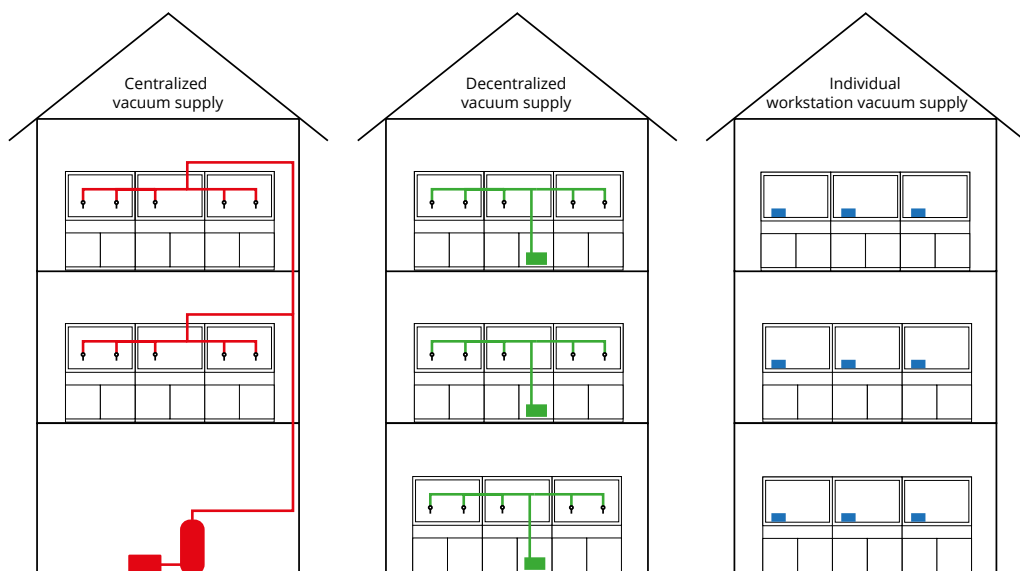 Centralized
vacuum supply
Decentralized
vacuum supply
Individual
workstation vacuum supply